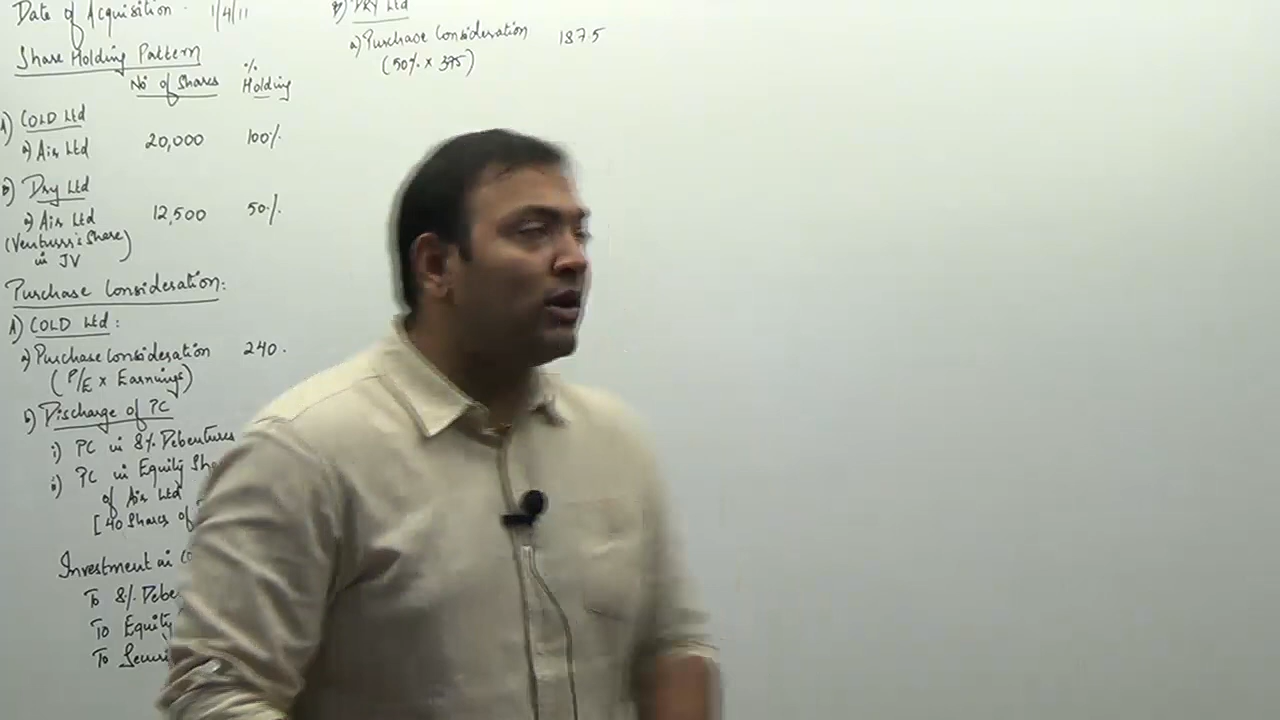 Date of Acquisition - 1/4/11
Share Holding Pattern
No of Shares % Holding
A) COLD Ltd
a) Air Ltd 20,000 100%
B) Dry Ltd
a) Air Ltd 12,500 50%
(Venturer's Share)
in JV
Purchase Consideration:
A) COLD Ltd:
a) Purchase Consideration 240.
(P/E x Earnings)
b) Discharge of PC
i) PC in 8% Debentures
ii) PC in Equity Sh
of Air Ltd
[40 Shares of
Investment in Co
To 8% Debe
To Equity
To Securi
B) DRY Ltd
a) Purchase Consideration 187.5
(50% x 375)